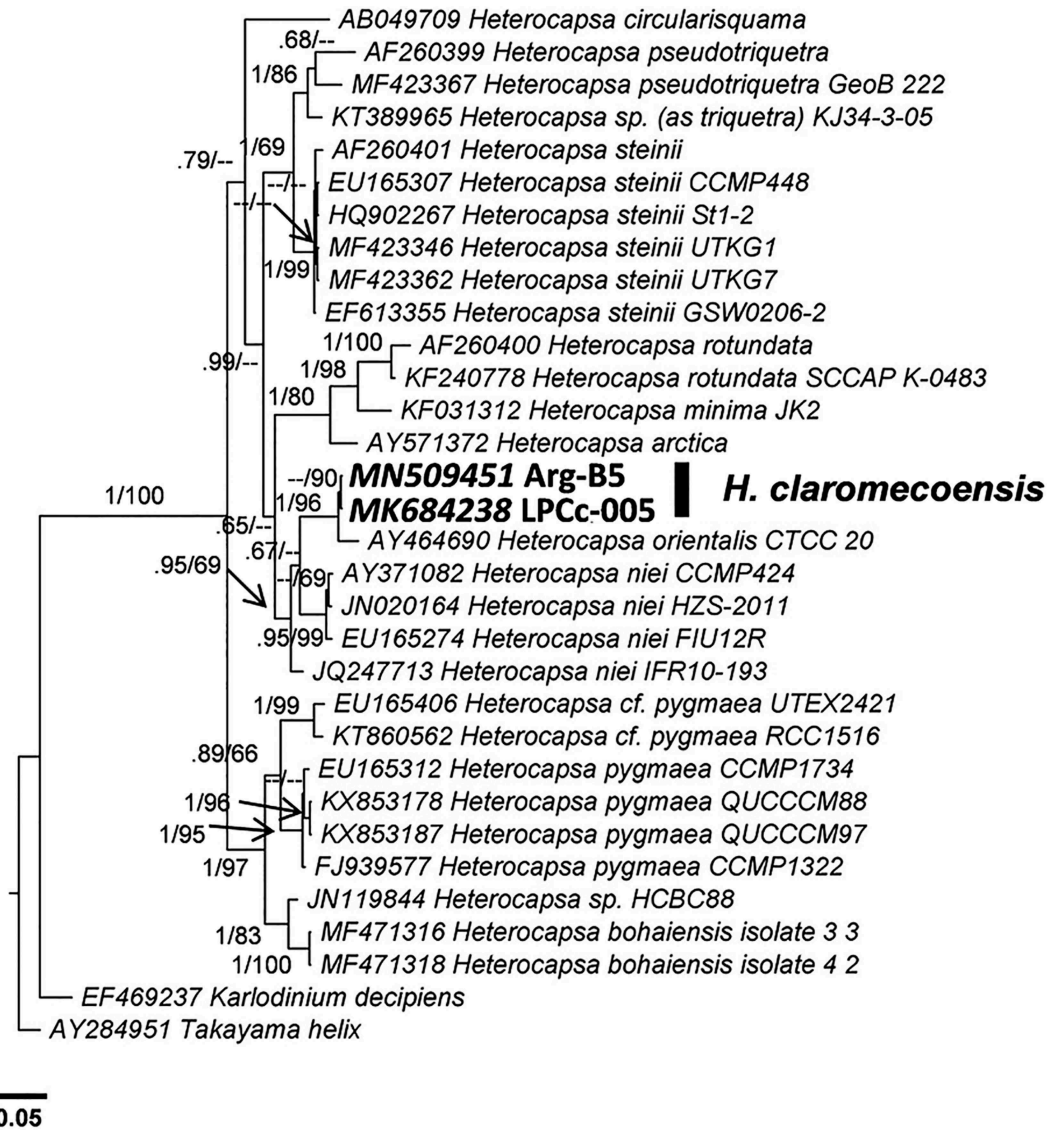 AB049709 Heterocapsa circularisquama
.68/--
AF260399 Heterocapsa pseudotriquetra
1/86
MF423367 Heterocapsa pseudotriquetra GeoB 222
KT389965 Heterocapsa sp. (as triquetra) KJ34-3-05
1/69
.79/--
AF260401 Heterocapsa steinii
--/--
EU165307 Heterocapsa steinii CCMP448
--/--
HQ902267 Heterocapsa steinii St1-2
MF423346 Heterocapsa steinii UTKG1
1/99
MF423362 Heterocapsa steinii UTKG7
EF613355 Heterocapsa steinii GSW0206-2
1/100
AF260400 Heterocapsa rotundata
.99/--
1/98
KF240778 Heterocapsa rotundata SCCAP K-0483
1/80
KF031312 Heterocapsa minima JK2
AY571372 Heterocapsa arctica
--/90
MN509451 Arg-B5
H. claromecoensis
1/100
1/96
MK684238 LPCc-005
.65/--
AY464690 Heterocapsa orientalis CTCC 20
.67/--
.95/69
--/69
AY371082 Heterocapsa niei CCMP424
JN020164 Heterocapsa niei HZS-2011
.95/99
EU165274 Heterocapsa niei FIU12R
JQ247713 Heterocapsa niei IFR10-193
1/99
EU165406 Heterocapsa cf. pygmaea UTEX2421
KT860562 Heterocapsa cf. pygmaea RCC1516
.89/66
--/--
EU165312 Heterocapsa pygmaea CCMP1734
1/96
KX853178 Heterocapsa pygmaea QUCCCM88
1/95
KX853187 Heterocapsa pygmaea QUCCCM97
1/97
FJ939577 Heterocapsa pygmaea CCMP1322
JN119844 Heterocapsa sp. HCBC88
1/83
MF471316 Heterocapsa bohaiensis isolate 3 3
1/100
MF471318 Heterocapsa bohaiensis isolate 4 2
EF469237 Karlodinium decipiens
AY284951 Takayama helix
0.05